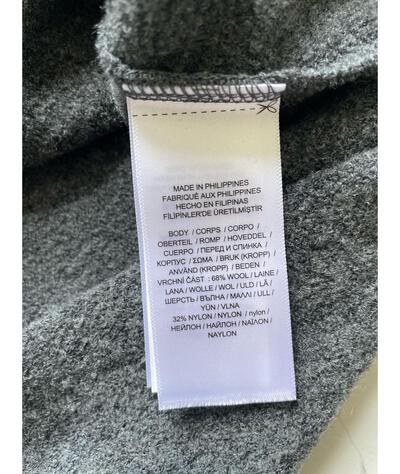 MADE IN PHILIPPINES
FABRIQUÉ AUX PHILIPPINES
HECHO EN FILIPINAS
FİLİPİNLER'DE ÜRETİLMİŞTİR
BODY / CORPS / CORPO /
OBERTEIL / ROMP / HOVEDDEL /
CUERPO / ПЕРЕД И СПИНКА /
КОРПУС / ΣΩΜΑ / BRUK (KROPP) /
ANVÄND (KROPP) / BEDEN /
VRCHNÍ ČÁST : 68% WOOL / LAINE /
LANA / WOLLE / WOL / ULD / LÃ /
ШЕРСТЬ / ВЪЛНА / ΜΑΛΛΙ / ULL /
YÜN / VLNA
32% NYLON / NYLON / nylon /
НЕЙЛОН / НАЙЛОН / ΝΑΪΛΟΝ /
NAYLON